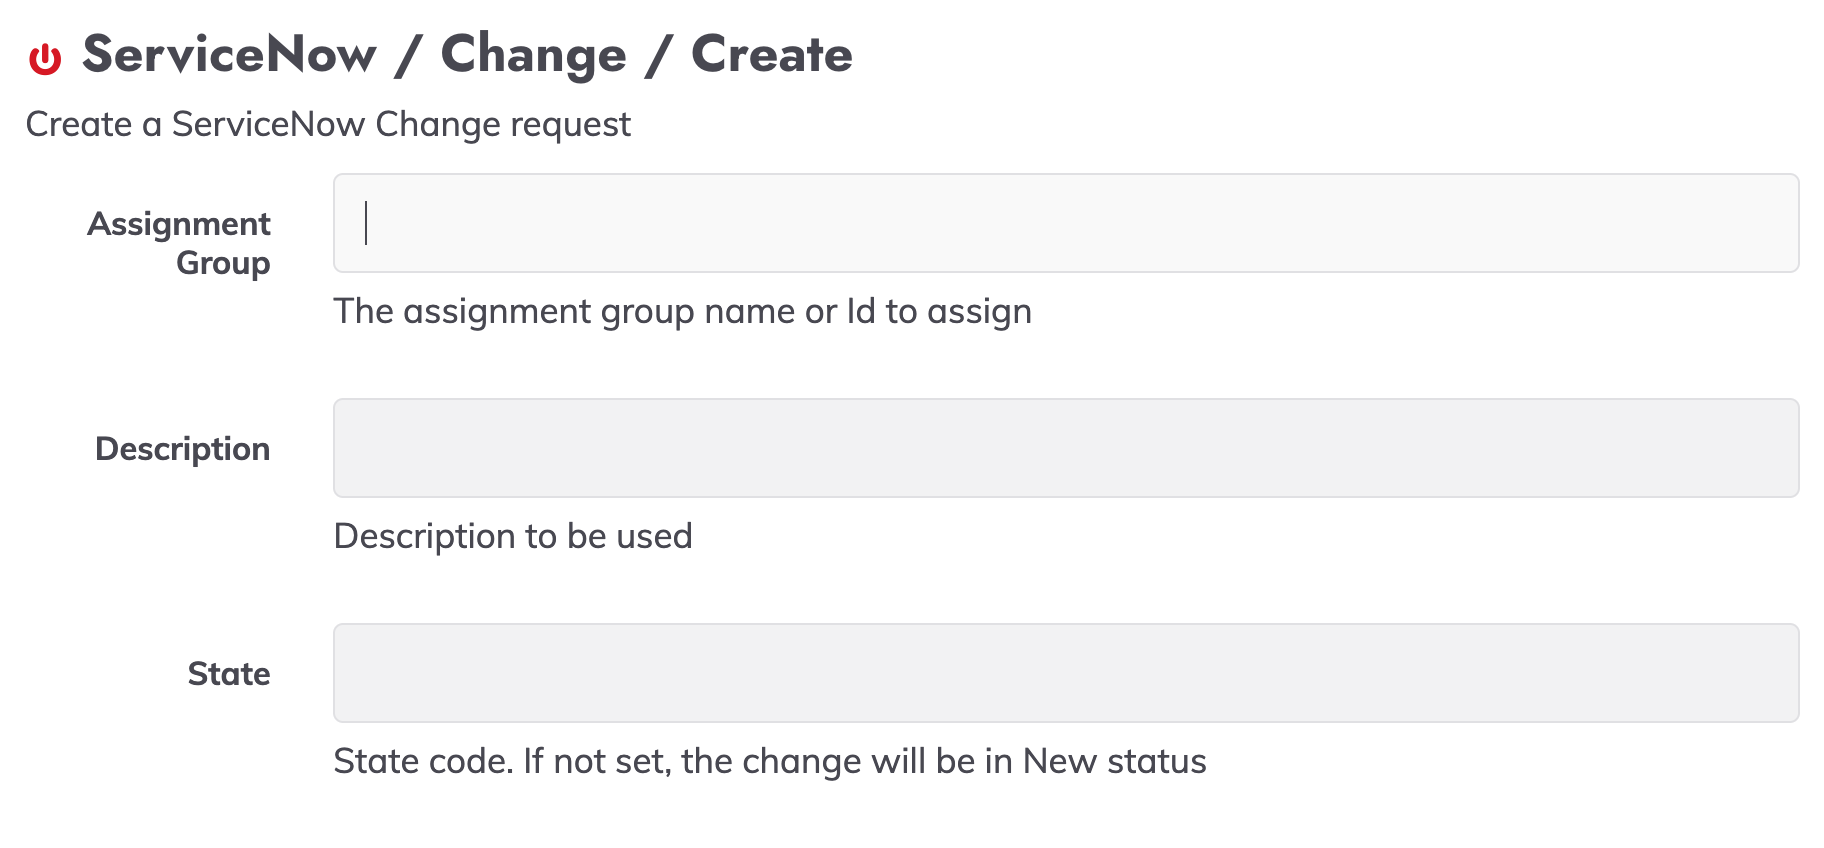 ServiceNow / Change / Create
Create a ServiceNow Change request
Assignment
Group
The assignment group name or Id to assign
Description
Description to be used
State
State code. If not set, the change will be in New status